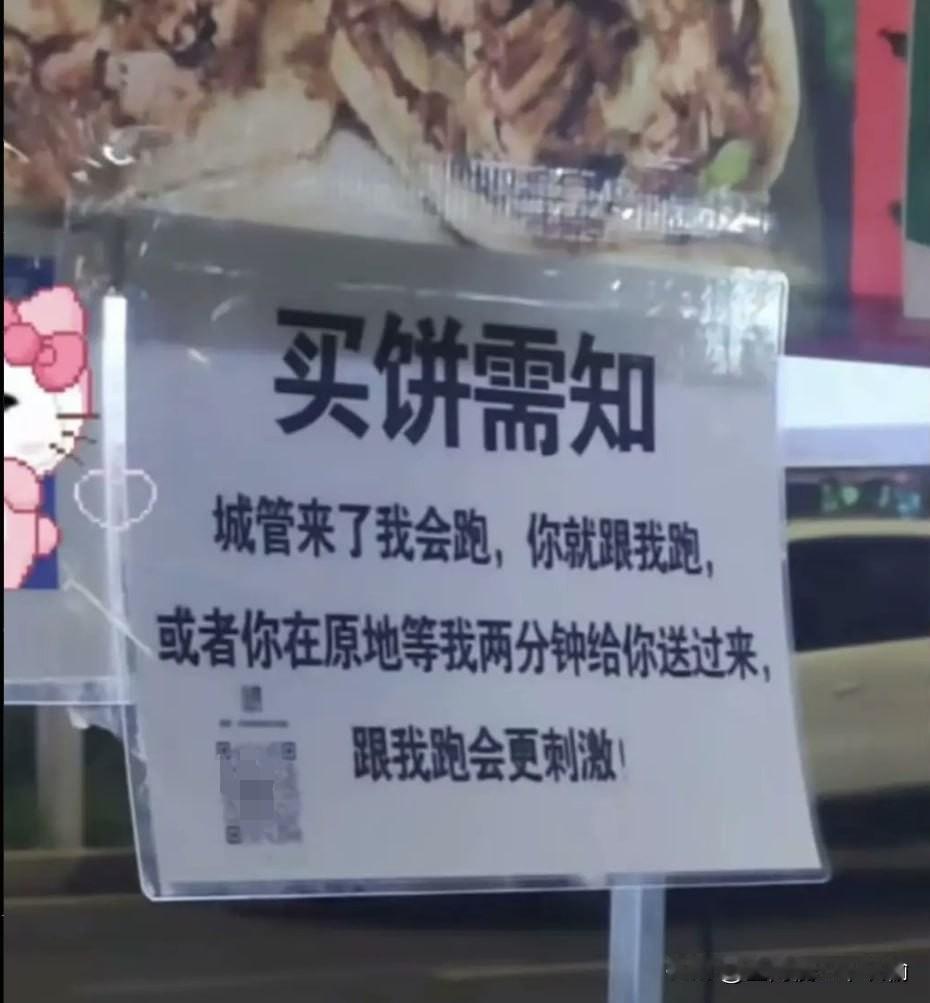 买饼需知
城管来了我会跑，你就跟我跑，
或者你在原地等我两分钟给你送过来，
跟我跑会更刺激！